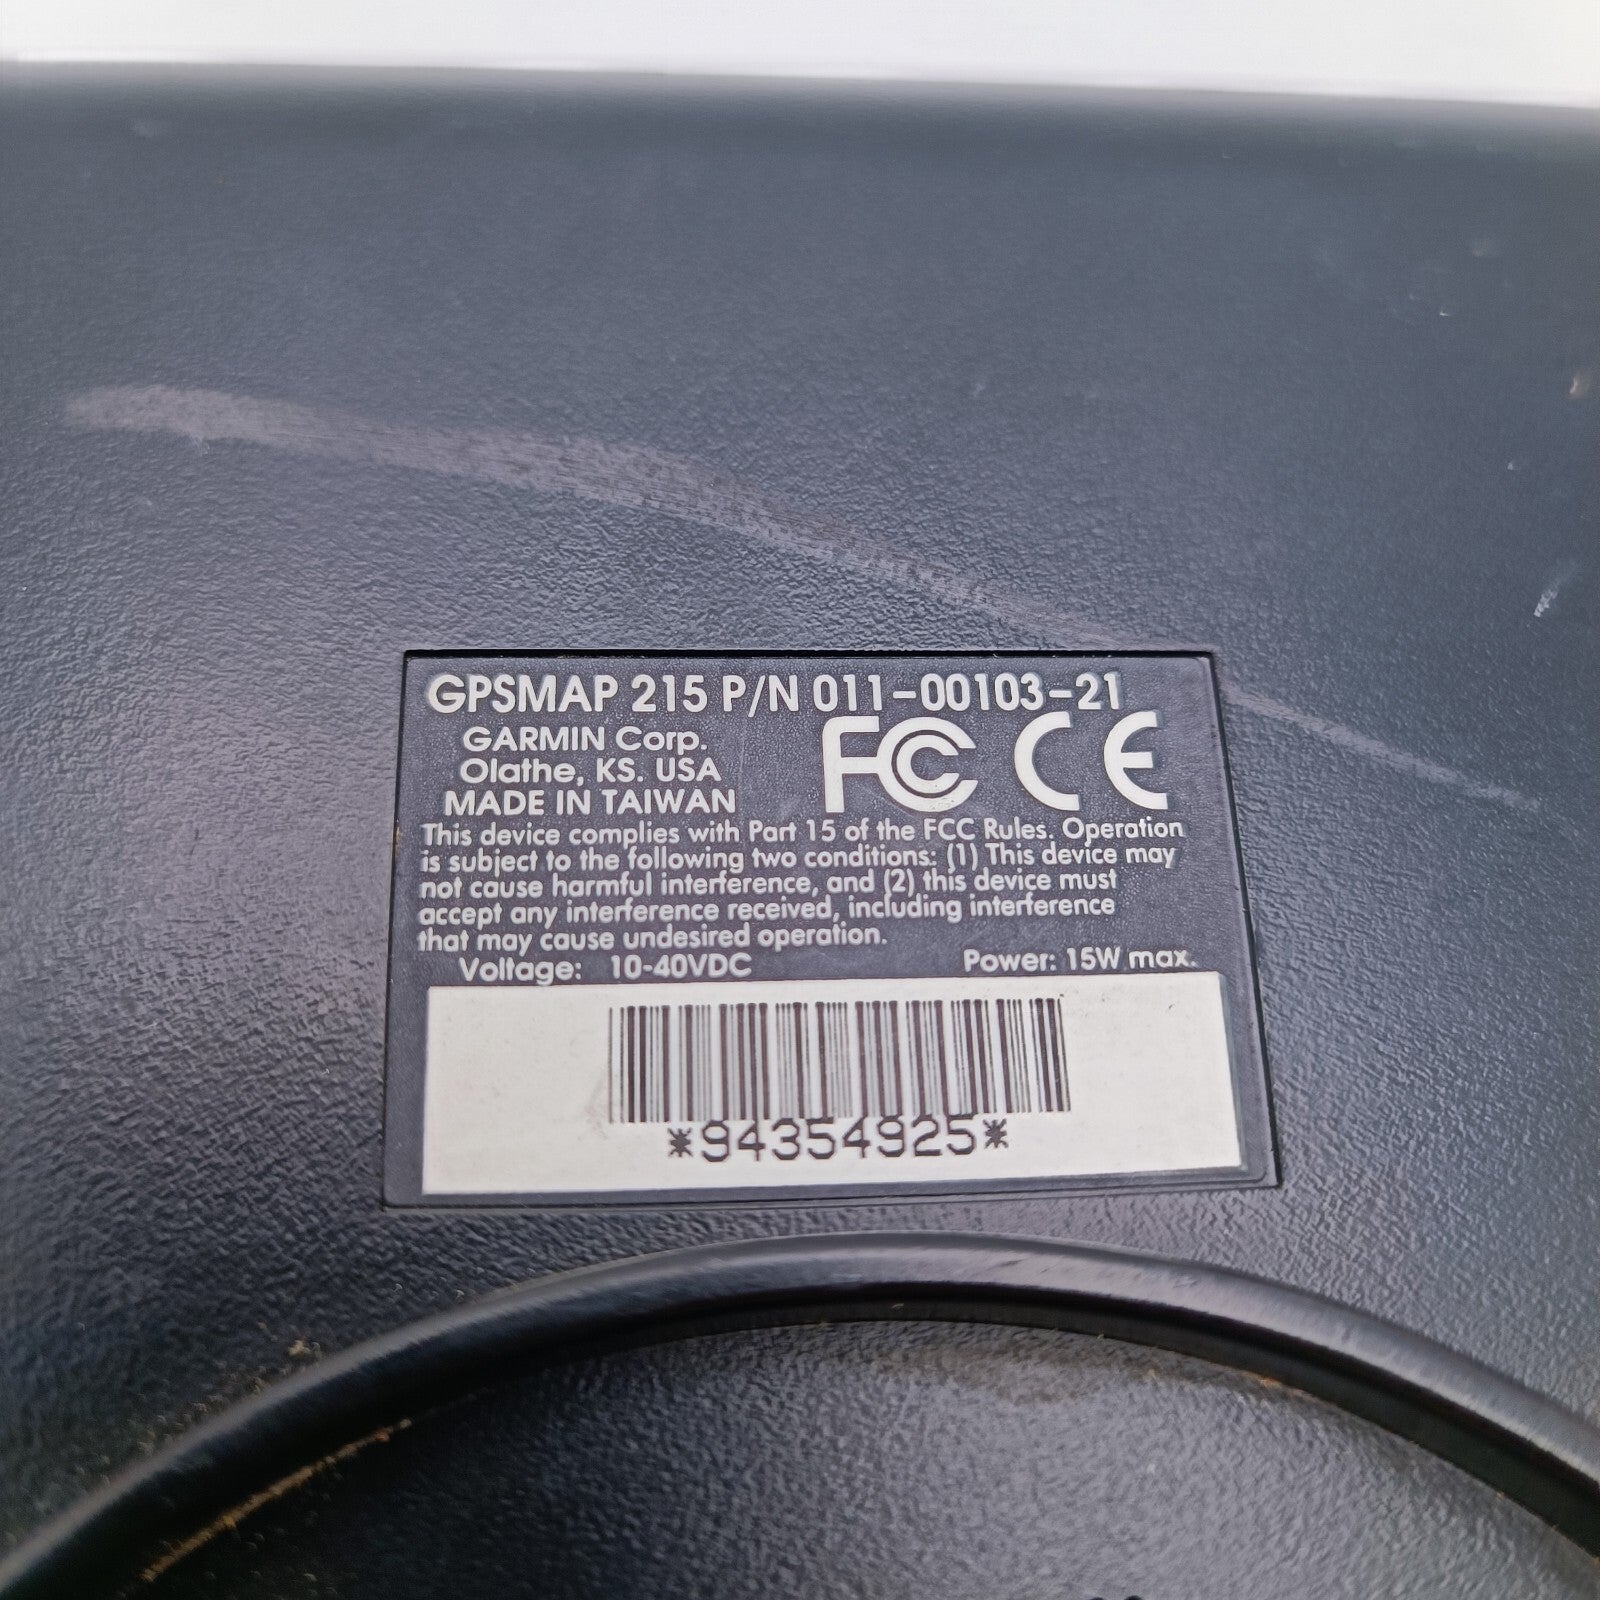 GPSMAP 215 P/N 011-00103-21
GARMIN Corp.
Olathe, KS. USA
MADE IN TAIWAN
FC CE
This device complies with Part 15 of the FCC Rules. Operation
is subject to the following two conditions: (1) This device may
not cause harmful interference, and (2) this device must
accept any interference received, including interference
that may cause undesired operation.
Voltage: 10-40VDC Power: 15W max.
*94354925*